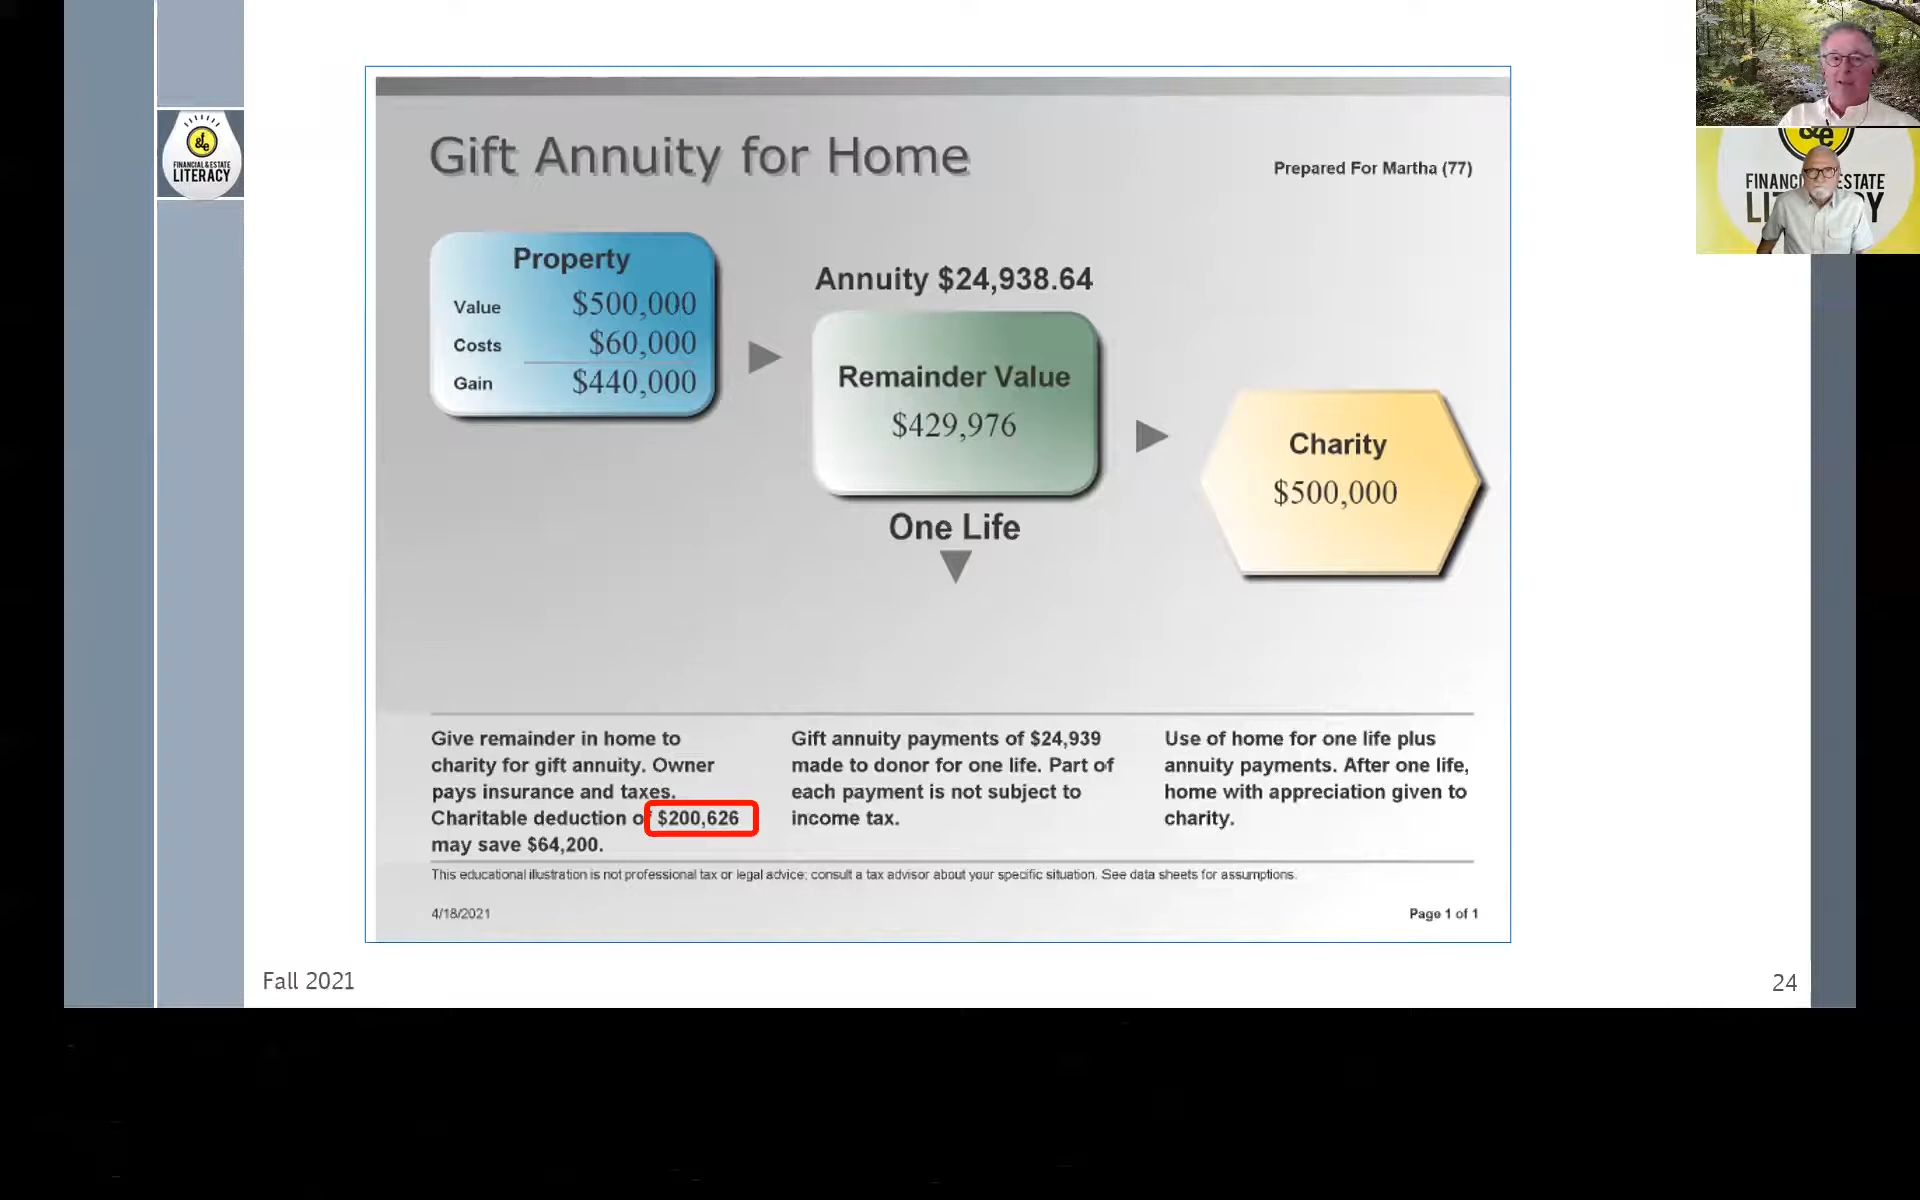 Gift Annuity for Home
Prepared For Martha (77)
Property
Value $500,000
Costs $60,000
Gain $440,000
Annuity $24,938.64
Remainder Value
$429,976
One Life
Charity
$500,000
Give remainder in home to
charity for gift annuity. Owner
pays insurance and taxes.
Charitable deduction of $200,626
may save $64,200.
Gift annuity payments of $24,939
made to donor for one life. Part of
each payment is not subject to
income tax.
Use of home for one life plus
annuity payments. After one life,
home with appreciation given to
charity.
This educational illustration is not professional tax or legal advice; consult a tax advisor about your specific situation. See data sheets for assumptions.
4/18/2021
Page 1 of 1
Fall 2021
24
f&e
FINANCIAL & ESTATE
LITERACY